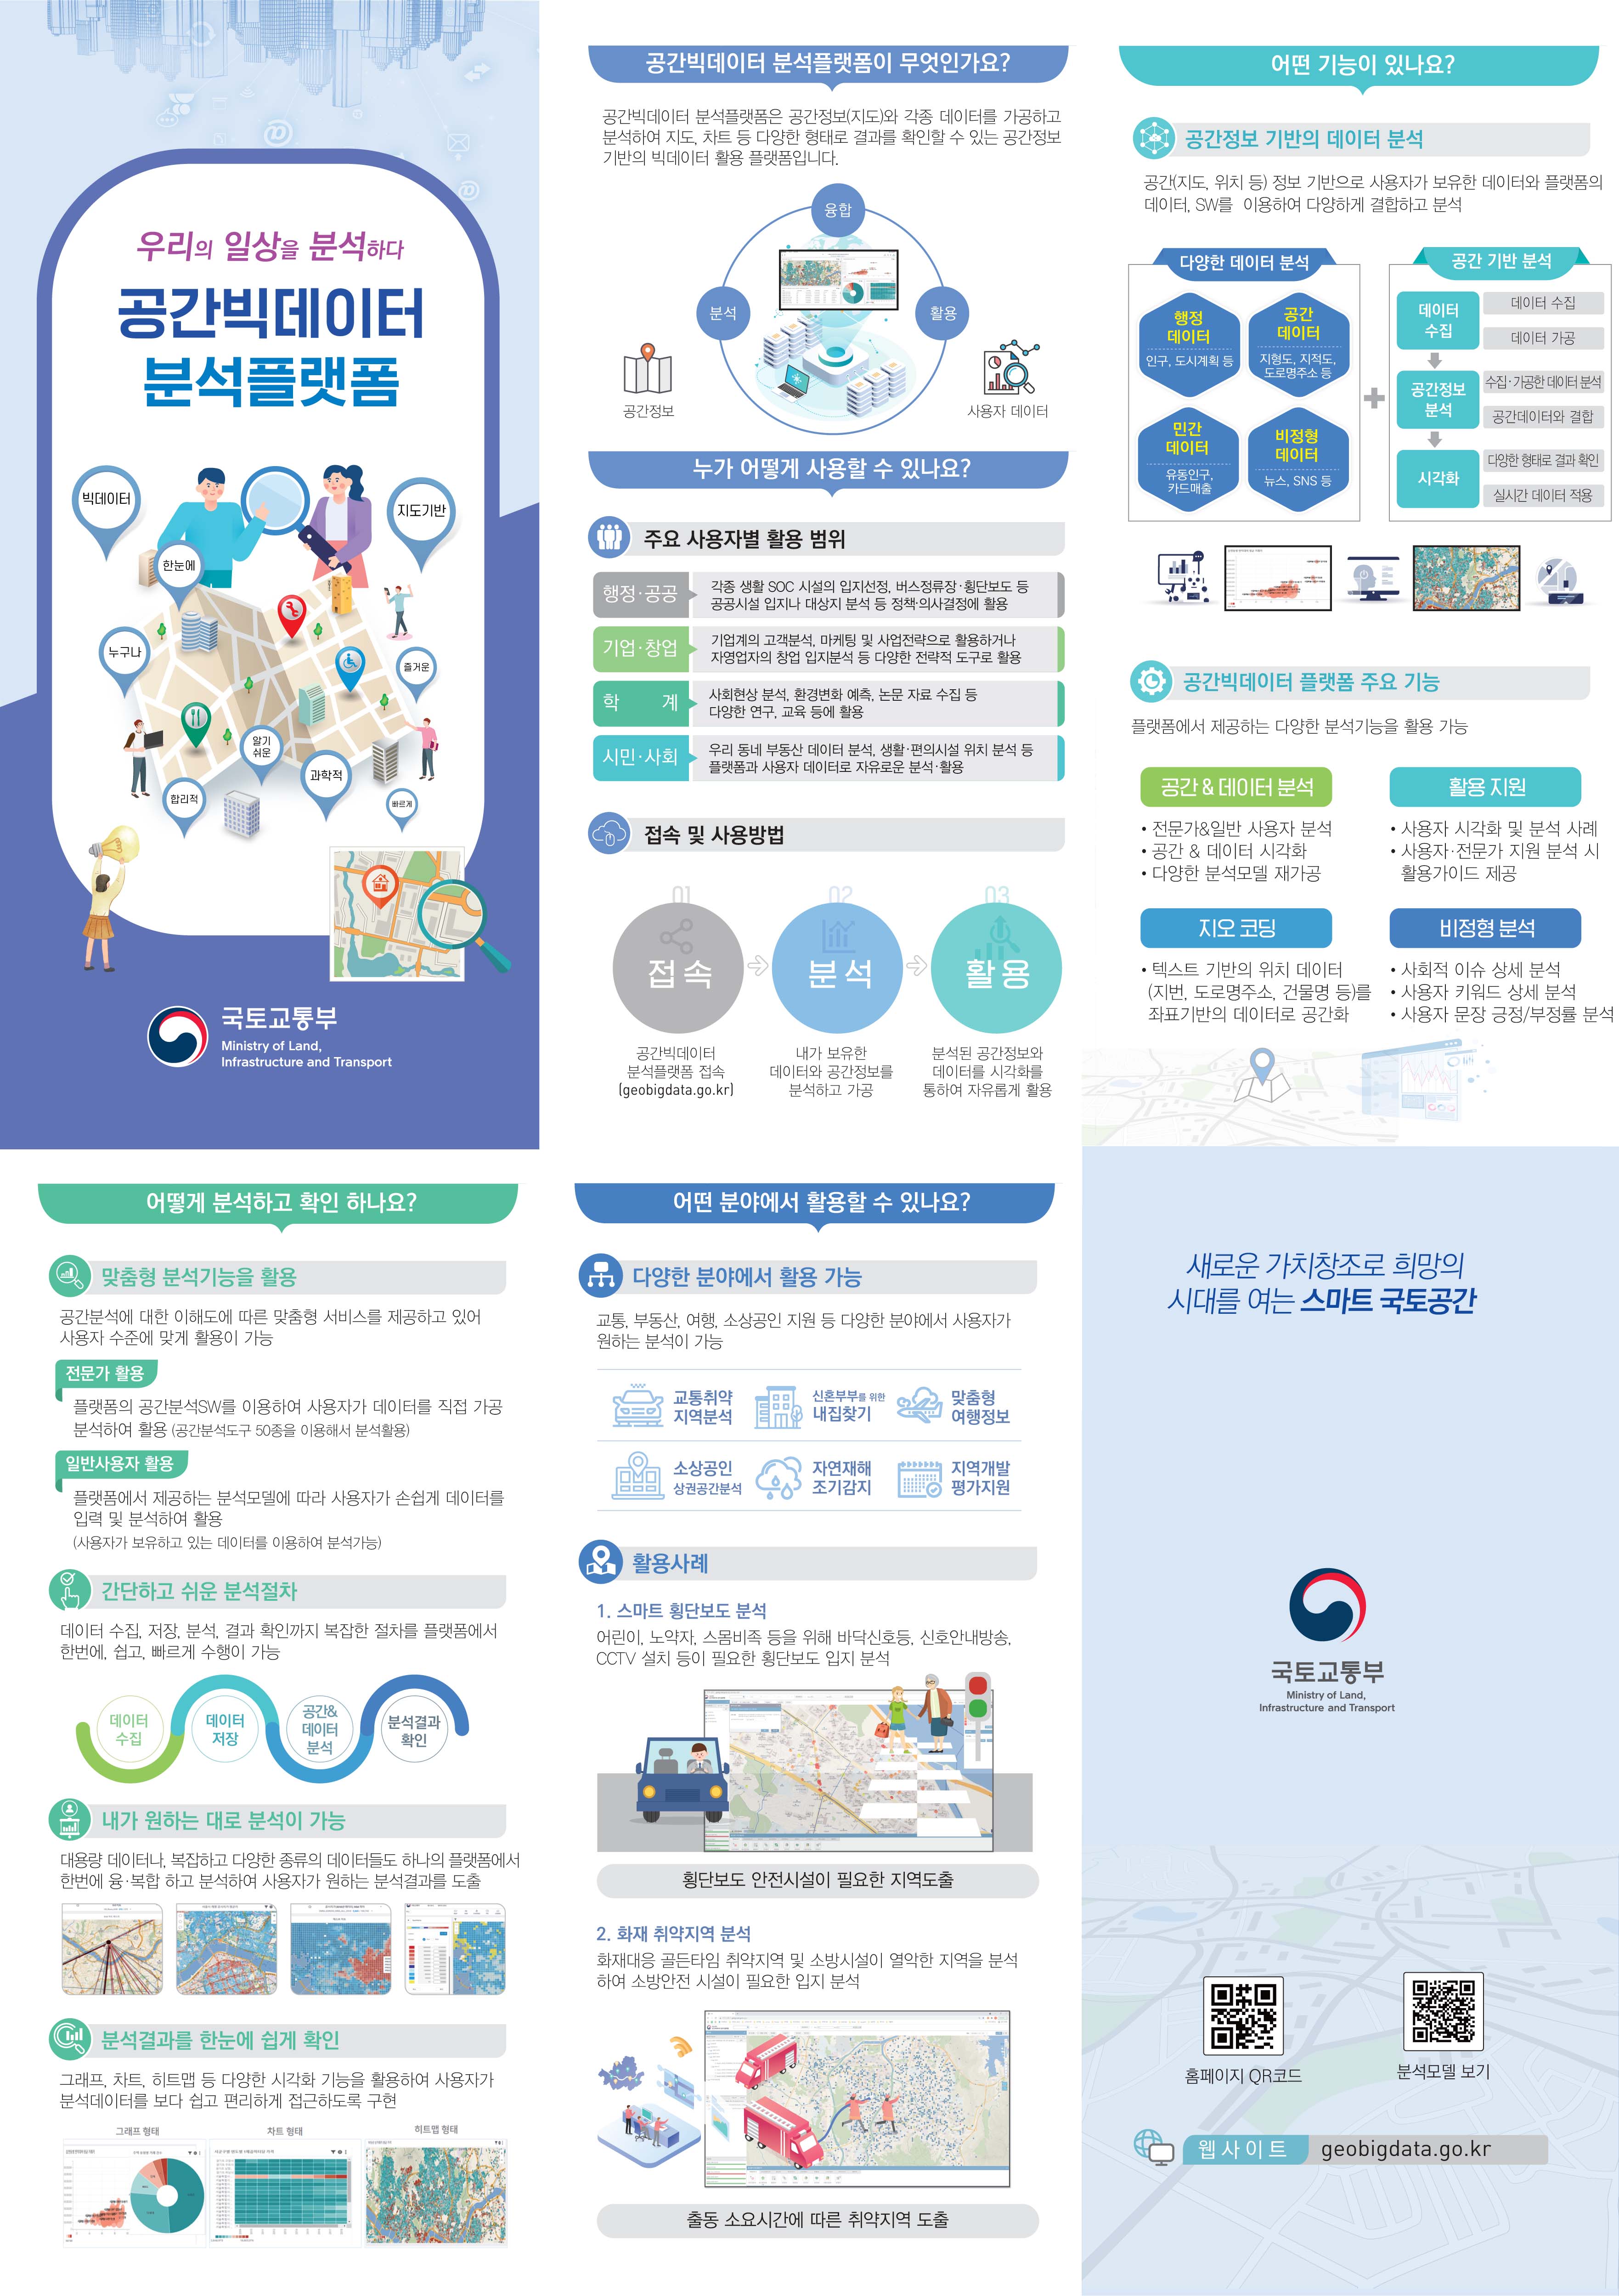 우리의 일상을 분석하다
공간빅데이터
분석플랫폼
빅데이터
지도기반
한눈에
누구나
즐거운
알기
쉬운
과학적
합리적
빠르게
국토교통부
Ministry of Land,
Infrastructure and Transport
공간빅데이터 분석플랫폼이 무엇인가요?
공간빅데이터 분석플랫폼은 공간정보(지도)와 각종 데이터를 가공하고
분석하여 지도, 차트 등 다양한 형태로 결과를 확인할 수 있는 공간정보
기반의 빅데이터 활용 플랫폼입니다.
융합
분석
활용
공간정보
사용자 데이터
누가 어떻게 사용할 수 있나요?
주요 사용자별 활용 범위
행정·공공
각종 생활 SOC 시설의 입지선정, 버스정류장·횡단보도 등
공공시설 입지나 대상지 분석 등 정책·의사결정에 활용
기업·창업
기업계의 고객분석, 마케팅 및 사업전략으로 활용하거나
자영업자의 창업 입지분석 등 다양한 전략적 도구로 활용
학 계
사회현상 분석, 환경변화 예측, 논문 자료 수집 등
다양한 연구, 교육 등에 활용
시민·사회
우리 동네 부동산 데이터 분석, 생활·편의시설 위치 분석 등
플랫폼과 사용자 데이터로 자유로운 분석·활용
접속 및 사용방법
01
접속
02
분석
03
활용
공간빅데이터
분석플랫폼 접속
(geobigdata.go.kr)
내가 보유한
데이터와 공간정보를
분석하고 가공
분석된 공간정보와
데이터를 시각화를
통하여 자유롭게 활용
어떤 기능이 있나요?
공간정보 기반의 데이터 분석
공간(지도, 위치 등) 정보 기반으로 사용자가 보유한 데이터와 플랫폼의
데이터, SW를 이용하여 다양하게 결합하고 분석
다양한 데이터 분석
행정
데이터
인구, 도시계획 등
공간
데이터
지형도, 지적도,
도로명주소 등
민간
데이터
유동인구,
카드매출
비정형
데이터
뉴스, SNS 등
공간 기반 분석
데이터
수집
데이터 수집
데이터 가공
공간정보
분석
수집·가공한 데이터 분석
공간데이터와 결합
시각화
다양한 형태로 결과 확인
실시간 데이터 적용
공간빅데이터 플랫폼 주요 기능
플랫폼에서 제공하는 다양한 분석기능을 활용 가능
공간 & 데이터 분석
• 전문가&일반 사용자 분석
• 공간 & 데이터 시각화
• 다양한 분석모델 재가공
활용 지원
• 사용자 시각화 및 분석 사례
• 사용자·전문가 지원 분석 시
활용가이드 제공
지오 코딩
• 텍스트 기반의 위치 데이터
(지번, 도로명주소, 건물명 등)를
좌표기반의 데이터로 공간화
비정형 분석
• 사회적 이슈 상세 분석
• 사용자 키워드 상세 분석
• 사용자 문장 긍정/부정률 분석
어떻게 분석하고 확인 하나요?
맞춤형 분석기능을 활용
공간분석에 대한 이해도에 따른 맞춤형 서비스를 제공하고 있어
사용자 수준에 맞게 활용이 가능
전문가 활용
플랫폼의 공간분석SW를 이용하여 사용자가 데이터를 직접 가공
분석하여 활용 (공간분석도구 50종을 이용해서 분석활용)
일반사용자 활용
플랫폼에서 제공하는 분석모델에 따라 사용자가 손쉽게 데이터를
입력 및 분석하여 활용
(사용자가 보유하고 있는 데이터를 이용하여 분석가능)
간단하고 쉬운 분석절차
데이터 수집, 저장, 분석, 결과 확인까지 복잡한 절차를 플랫폼에서
한번에, 쉽고, 빠르게 수행이 가능
데이터
수집
데이터
저장
공간&
데이터
분석
분석결과
확인
내가 원하는 대로 분석이 가능
대용량 데이터나, 복잡하고 다양한 종류의 데이터들도 하나의 플랫폼에서
한번에 융·복합 하고 분석하여 사용자가 원하는 분석결과를 도출
분석결과를 한눈에 쉽게 확인
그래프, 차트, 히트맵 등 다양한 시각화 기능을 활용하여 사용자가
분석데이터를 보다 쉽고 편리하게 접근하도록 구현
그래프 형태
차트 형태
히트맵 형태
어떤 분야에서 활용할 수 있나요?
다양한 분야에서 활용 가능
교통, 부동산, 여행, 소상공인 지원 등 다양한 분야에서 사용자가
원하는 분석이 가능
교통취약
지역분석
신혼부부를 위한
내집찾기
맞춤형
여행정보
소상공인
상권공간분석
자연재해
조기감지
지역개발
평가지원
활용사례
1. 스마트 횡단보도 분석
어린이, 노약자, 스몸비족 등을 위해 바닥신호등, 신호안내방송,
CCTV 설치 등이 필요한 횡단보도 입지 분석
횡단보도 안전시설이 필요한 지역도출
2. 화재 취약지역 분석
화재대응 골든타임 취약지역 및 소방시설이 열악한 지역을 분석
하여 소방안전 시설이 필요한 입지 분석
출동 소요시간에 따른 취약지역 도출
새로운 가치창조로 희망의
시대를 여는 스마트 국토공간
국토교통부
Ministry of Land,
Infrastructure and Transport
홈페이지 QR코드
분석모델 보기
웹사이트
geobigdata.go.kr